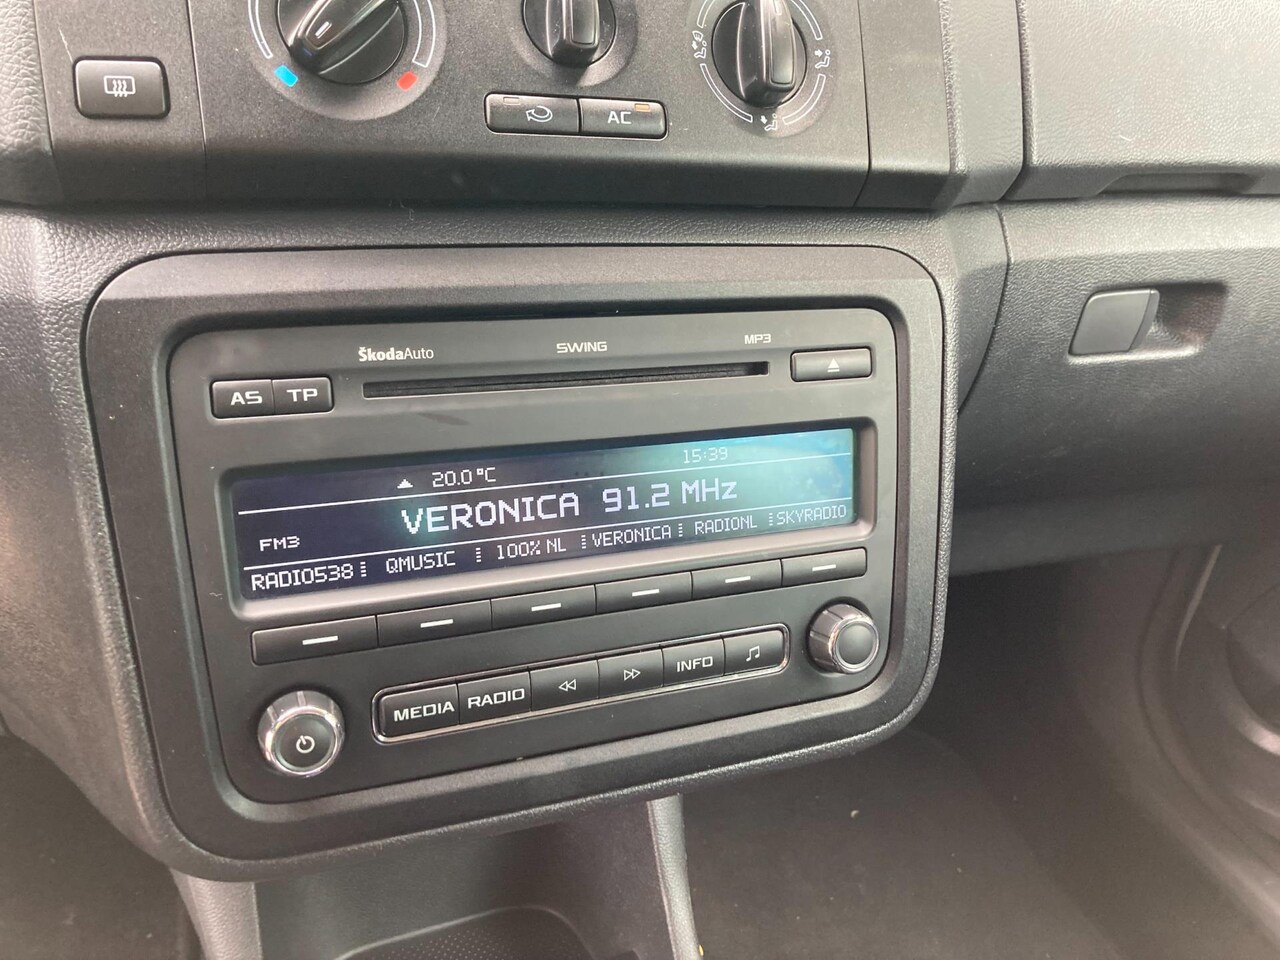 AC
ŠkodaAuto SWING MP3
AS TP
20.0°C 15:39
VERONICA 91.2 MHz
FM3
RADIO538 QMUSIC 100% NL VERONICA RADIONL SKYRADIO
MEDIA RADIO INFO